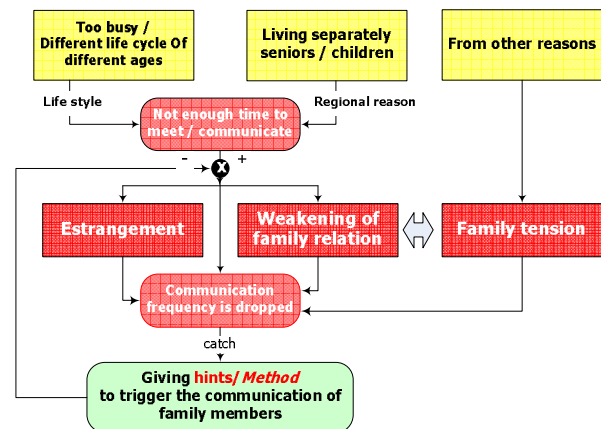 Too busy /
Different life cycle Of
different ages
Living separately
seniors / children
From other reasons
Life style
Regional reason
Not enough time to
meet / communicate
- +
X
Estrangement
Weakening of
family relation
Family tension
Communication
frequency is dropped
catch
Giving hints/Method
to trigger the communication of
family members